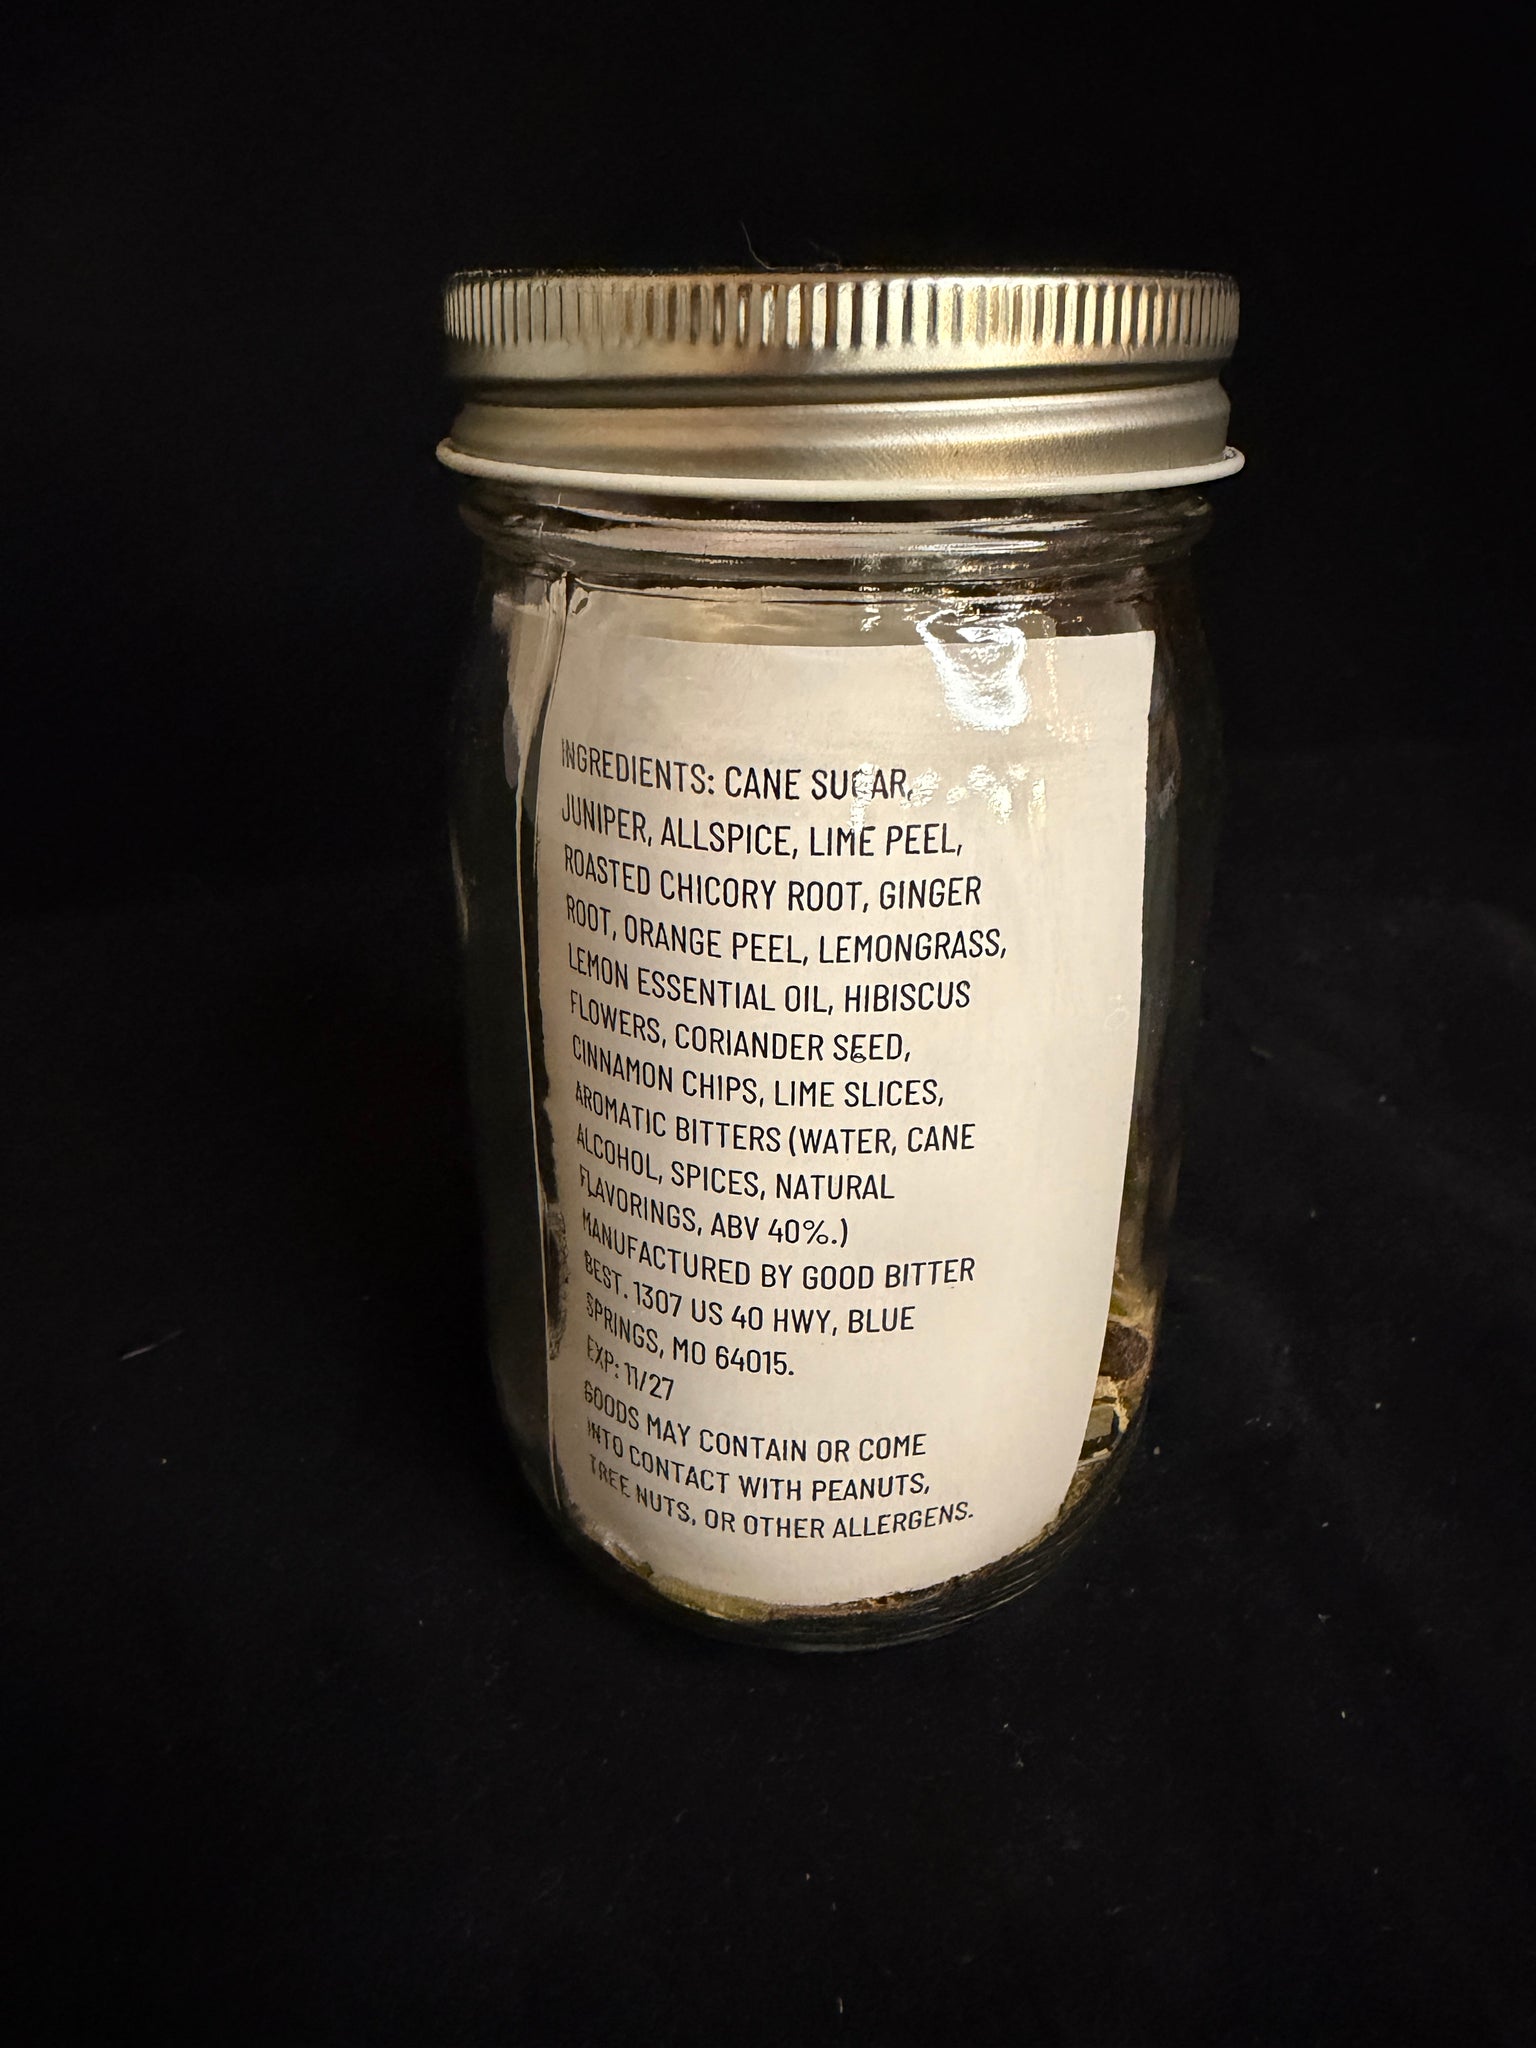 INGREDIENTS: CANE SUGAR,
JUNIPER, ALLSPICE, LIME PEEL,
ROASTED CHICORY ROOT, GINGER
ROOT, ORANGE PEEL, LEMONGRASS,
LEMON ESSENTIAL OIL, HIBISCUS
FLOWERS, CORIANDER SEED,
CINNAMON CHIPS, LIME SLICES,
AROMATIC BITTERS (WATER, CANE
ALCOHOL, SPICES, NATURAL
FLAVORINGS, ABV 40%.)
MANUFACTURED BY GOOD BITTER
BEST. 1307 US 40 HWY, BLUE
SPRINGS, MO 64015.
EXP: 11/27
GOODS MAY CONTAIN OR COME
INTO CONTACT WITH PEANUTS,
TREE NUTS, OR OTHER ALLERGENS.